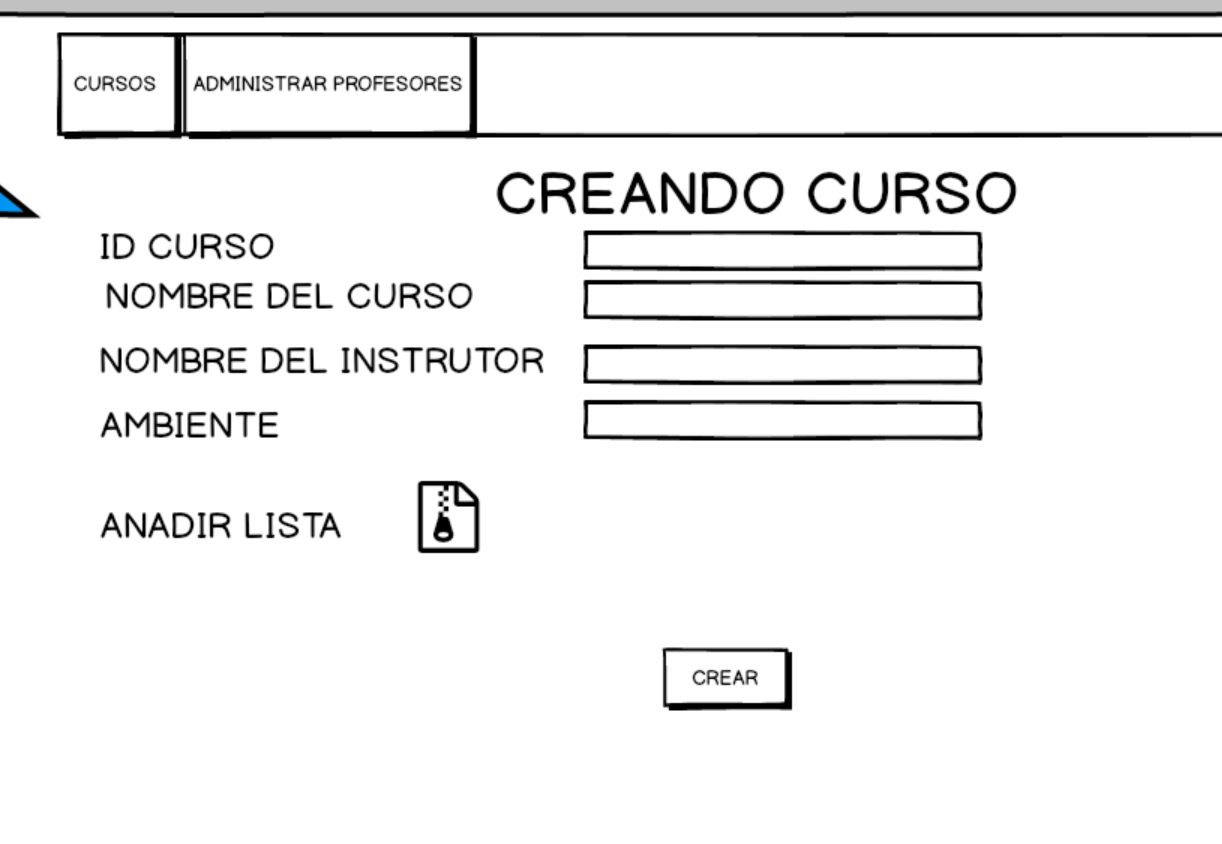 CURSOS
ADMINISTRAR PROFESORES
CREANDO CURSO
ID CURSO
NOMBRE DEL CURSO
NOMBRE DEL INSTRUTOR
AMBIENTE
ANADIR LISTA
CREAR